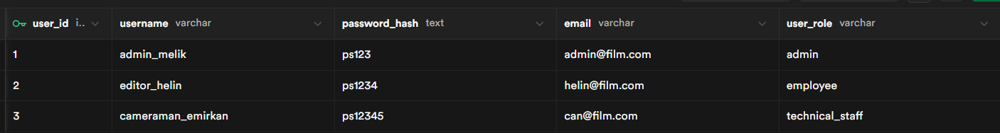 user_id i.. username varchar password_hash text email varchar user_role varchar
1 admin_melik ps123 admin@film.com admin
2 editor_helin ps1234 helin@film.com employee
3 cameraman_emirkan ps12345 can@film.com technical_staff